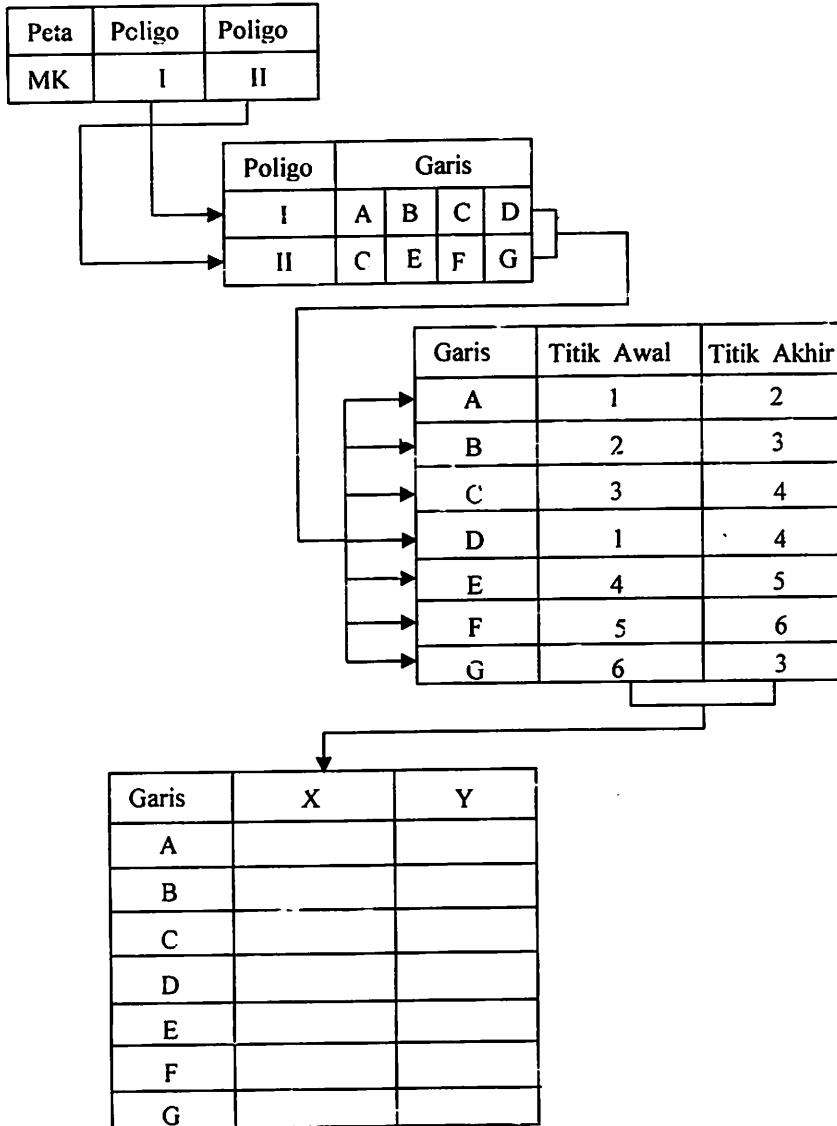 Peta Poligo Poligo
MK I II
Poligo Garis
I A B C D
II C E F G
Garis Titik Awal Titik Akhir
A 1 2
B 2 3
C 3 4
D 1 4
E 4 5
F 5 6
G 6 3
Garis X Y
A
B
C
D
E
F
G